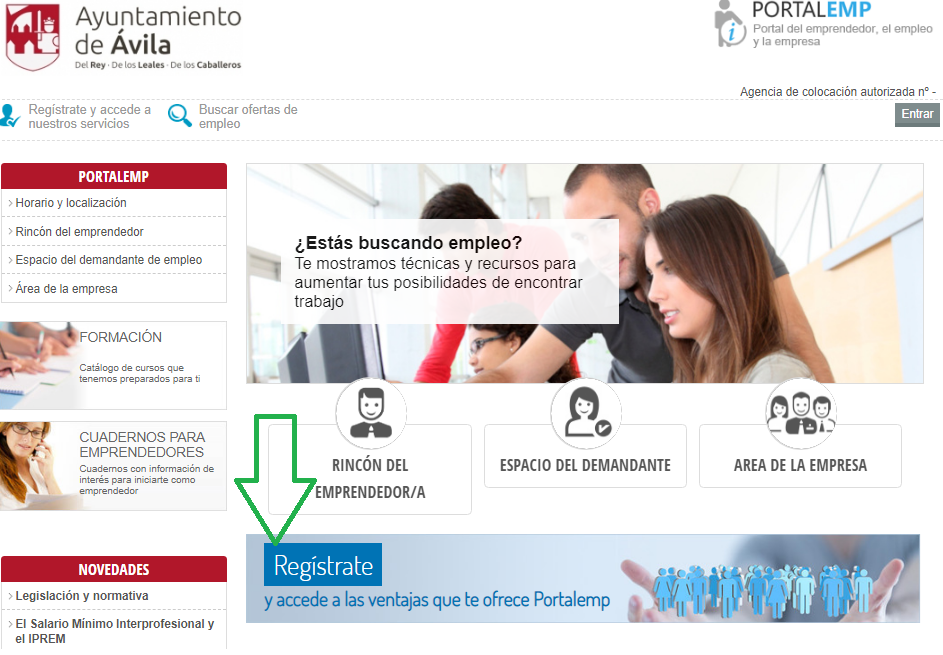 Ayuntamiento
de Ávila
Del Rey · De los Leales · De los Caballeros
PORTALEMP
Portal del emprendedor, el empleo
y la empresa
Agencia de colocación autorizada nº -
Regístrate y accede a
nuestros servicios
Buscar ofertas de
empleo
Entrar
PORTALEMP
Horario y localización
Rincón del emprendedor
Espacio del demandante de empleo
Área de la empresa
¿Estás buscando empleo?
Te mostramos técnicas y recursos para
aumentar tus posibilidades de encontrar
trabajo
FORMACIÓN
Catálogo de cursos que
tenemos preparados para ti
CUADERNOS PARA
EMPRENDEDORES
Cuadernos con información de
interés para iniciarte como
emprendedor
RINCÓN DEL
EMPRENDEDOR/A
ESPACIO DEL DEMANDANTE
AREA DE LA EMPRESA
Regístrate
y accede a las ventajas que te ofrece Portalemp
NOVEDADES
Legislación y normativa
El Salario Mínimo Interprofesional y
el IPREM